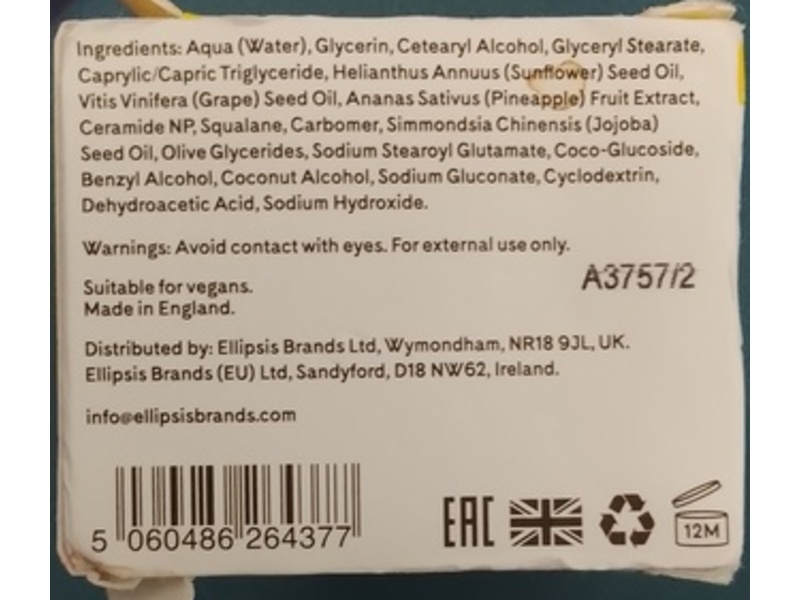 Ingredients: Aqua (Water), Glycerin, Cetearyl Alcohol, Glyceryl Stearate,
Caprylic/Capric Triglyceride, Helianthus Annuus (Sunflower) Seed Oil,
Vitis Vinifera (Grape) Seed Oil, Ananas Sativus (Pineapple) Fruit Extract,
Ceramide NP, Squalane, Carbomer, Simmondsia Chinensis (Jojoba)
Seed Oil, Olive Glycerides, Sodium Stearoyl Glutamate, Coco-Glucoside,
Benzyl Alcohol, Coconut Alcohol, Sodium Gluconate, Cyclodextrin,
Dehydroacetic Acid, Sodium Hydroxide.
Warnings: Avoid contact with eyes. For external use only.
A3757/2
Suitable for vegans.
Made in England.
Distributed by: Ellipsis Brands Ltd, Wymondham, NR18 9JL, UK.
Ellipsis Brands (EU) Ltd, Sandyford, D18 NW62, Ireland.
info@ellipsisbrands.com
5 060486 264377
EAC
12M